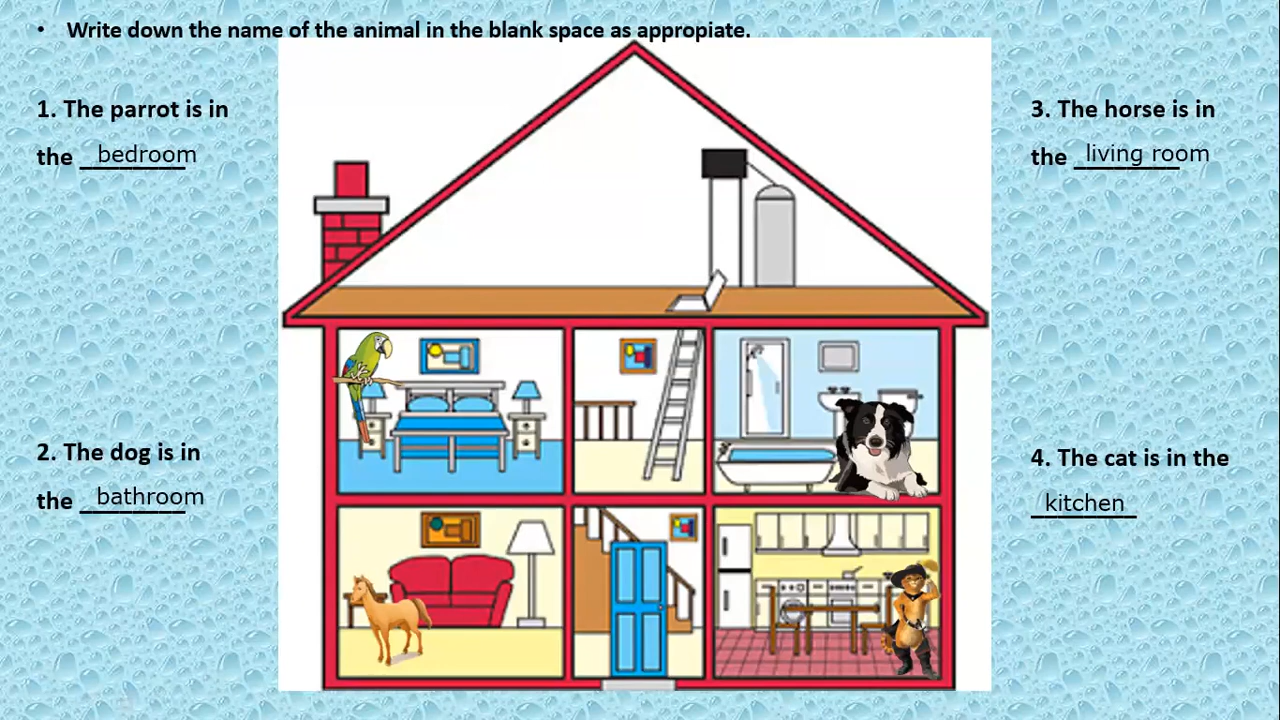 • Write down the name of the animal in the blank space as appropiate.
1. The parrot is in
the bedroom
2. The dog is in
the bathroom
3. The horse is in
the living room
4. The cat is in the
kitchen